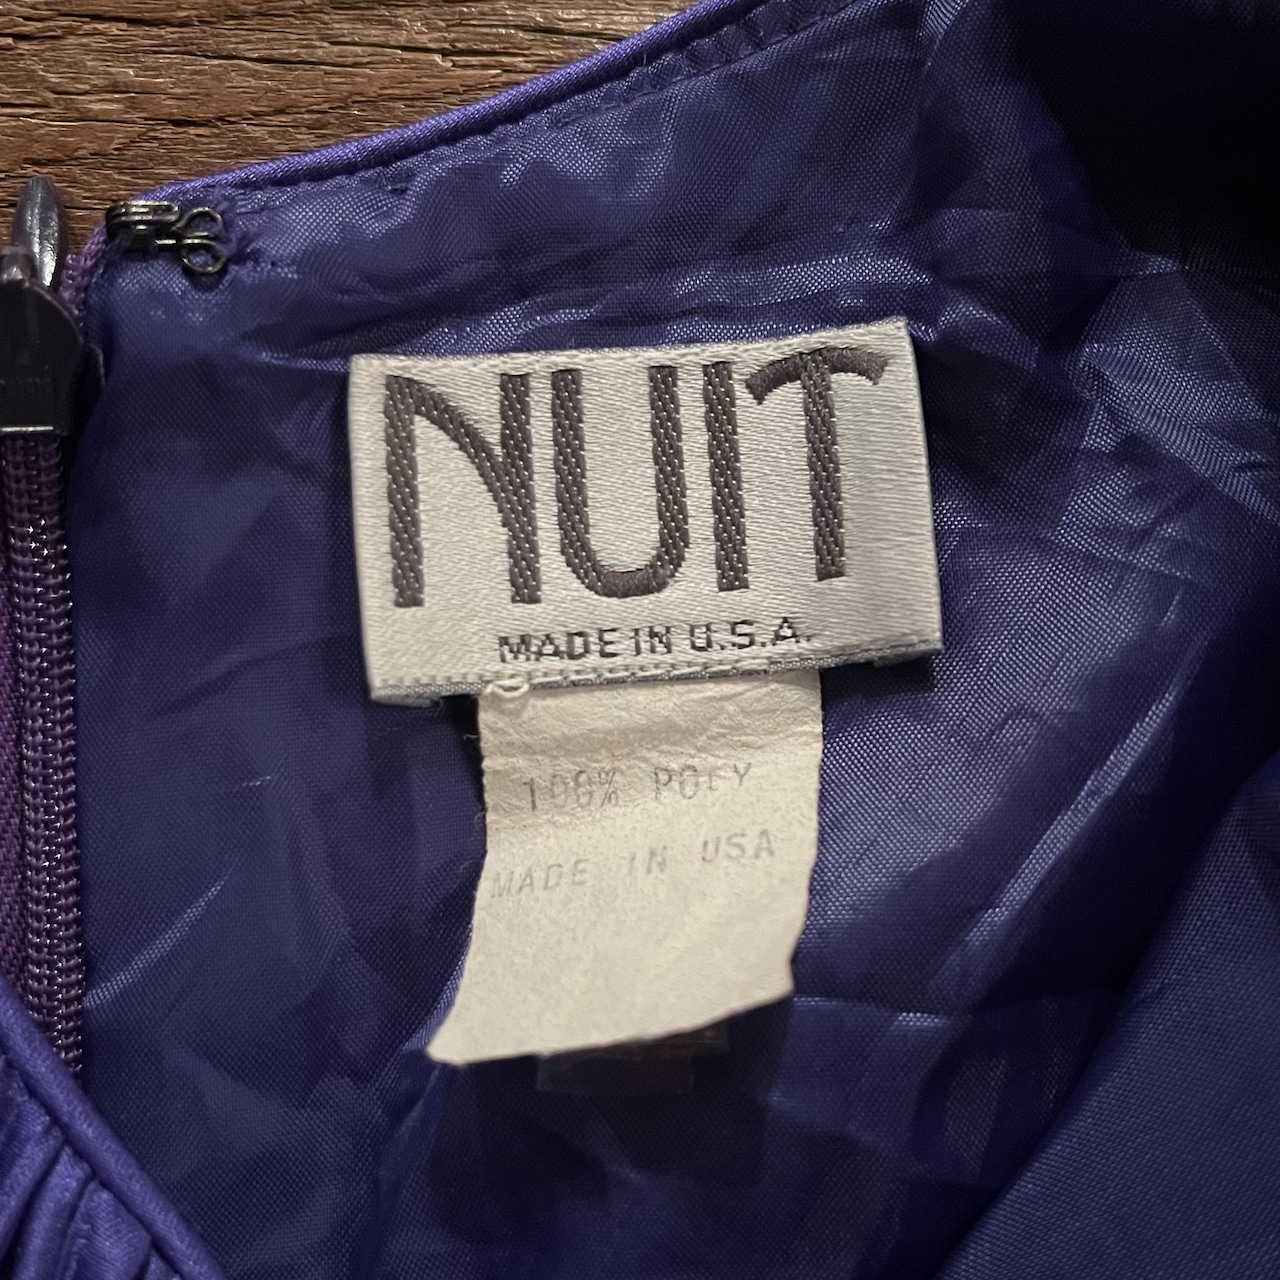 NUIT
MADE IN U.S.A.
100% POLY
MADE IN USA